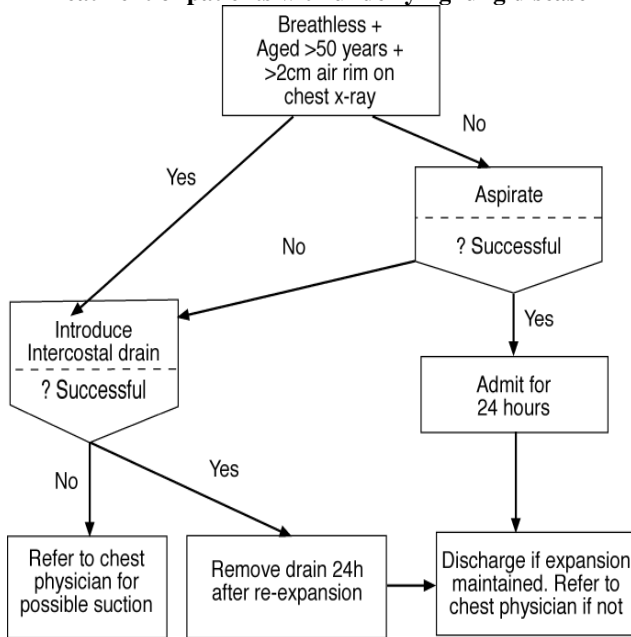 Breathless +
Aged >50 years +
>2cm air rim on
chest x-ray
No
Yes
Aspirate
? Successful
No
Introduce
Intercostal drain
? Successful
Yes
Admit for
24 hours
No
Yes
Refer to chest
physician for
possible suction
Remove drain 24h
after re-expansion
Discharge if expansion
maintained. Refer to
chest physician if not